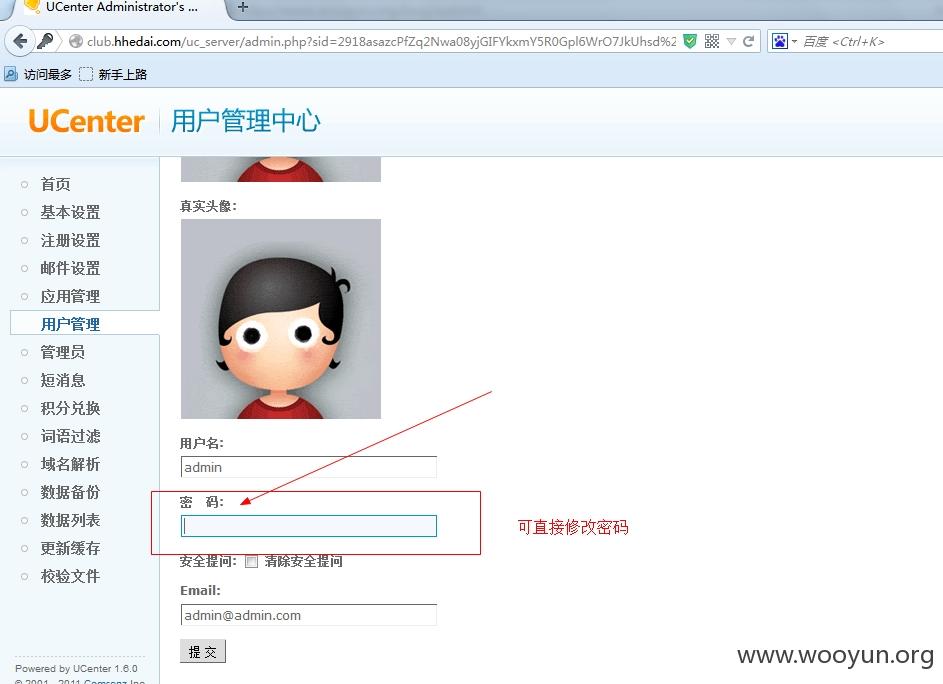 UCenter Administrator's ...
club.hhedai.com/uc_server/admin.php?sid=2918asazcPfZq2Nwa08yjGIFYkxmY5R0Gpl6WrO7JkUhsd%2
百度 <Ctrl+K>
访问最多 新手上路
UCenter 用户管理中心
首页
基本设置
注册设置
邮件设置
应用管理
用户管理
管理员
短消息
积分兑换
词语过滤
域名解析
数据备份
数据列表
更新缓存
校验文件
真实头像:
用户名:
admin
密 码:
可直接修改密码
安全提问: 清除安全提问
Email:
admin@admin.com
提 交
Powered by UCenter 1.6.0
© 2001 - 2011 Comsenz Inc.
www.wooyun.org